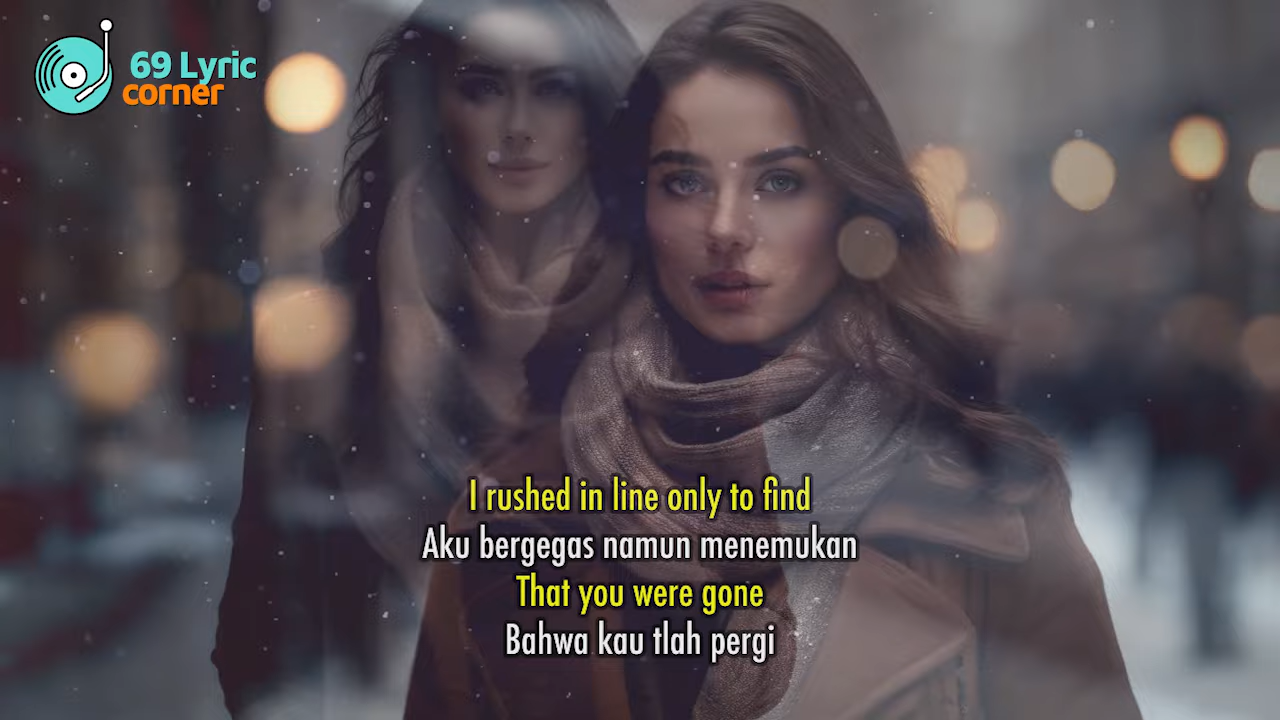 69 Lyric
corner
I rushed in line only to find
Aku bergegas namun menemukan
That you were gone
Bahwa kau tlah pergi